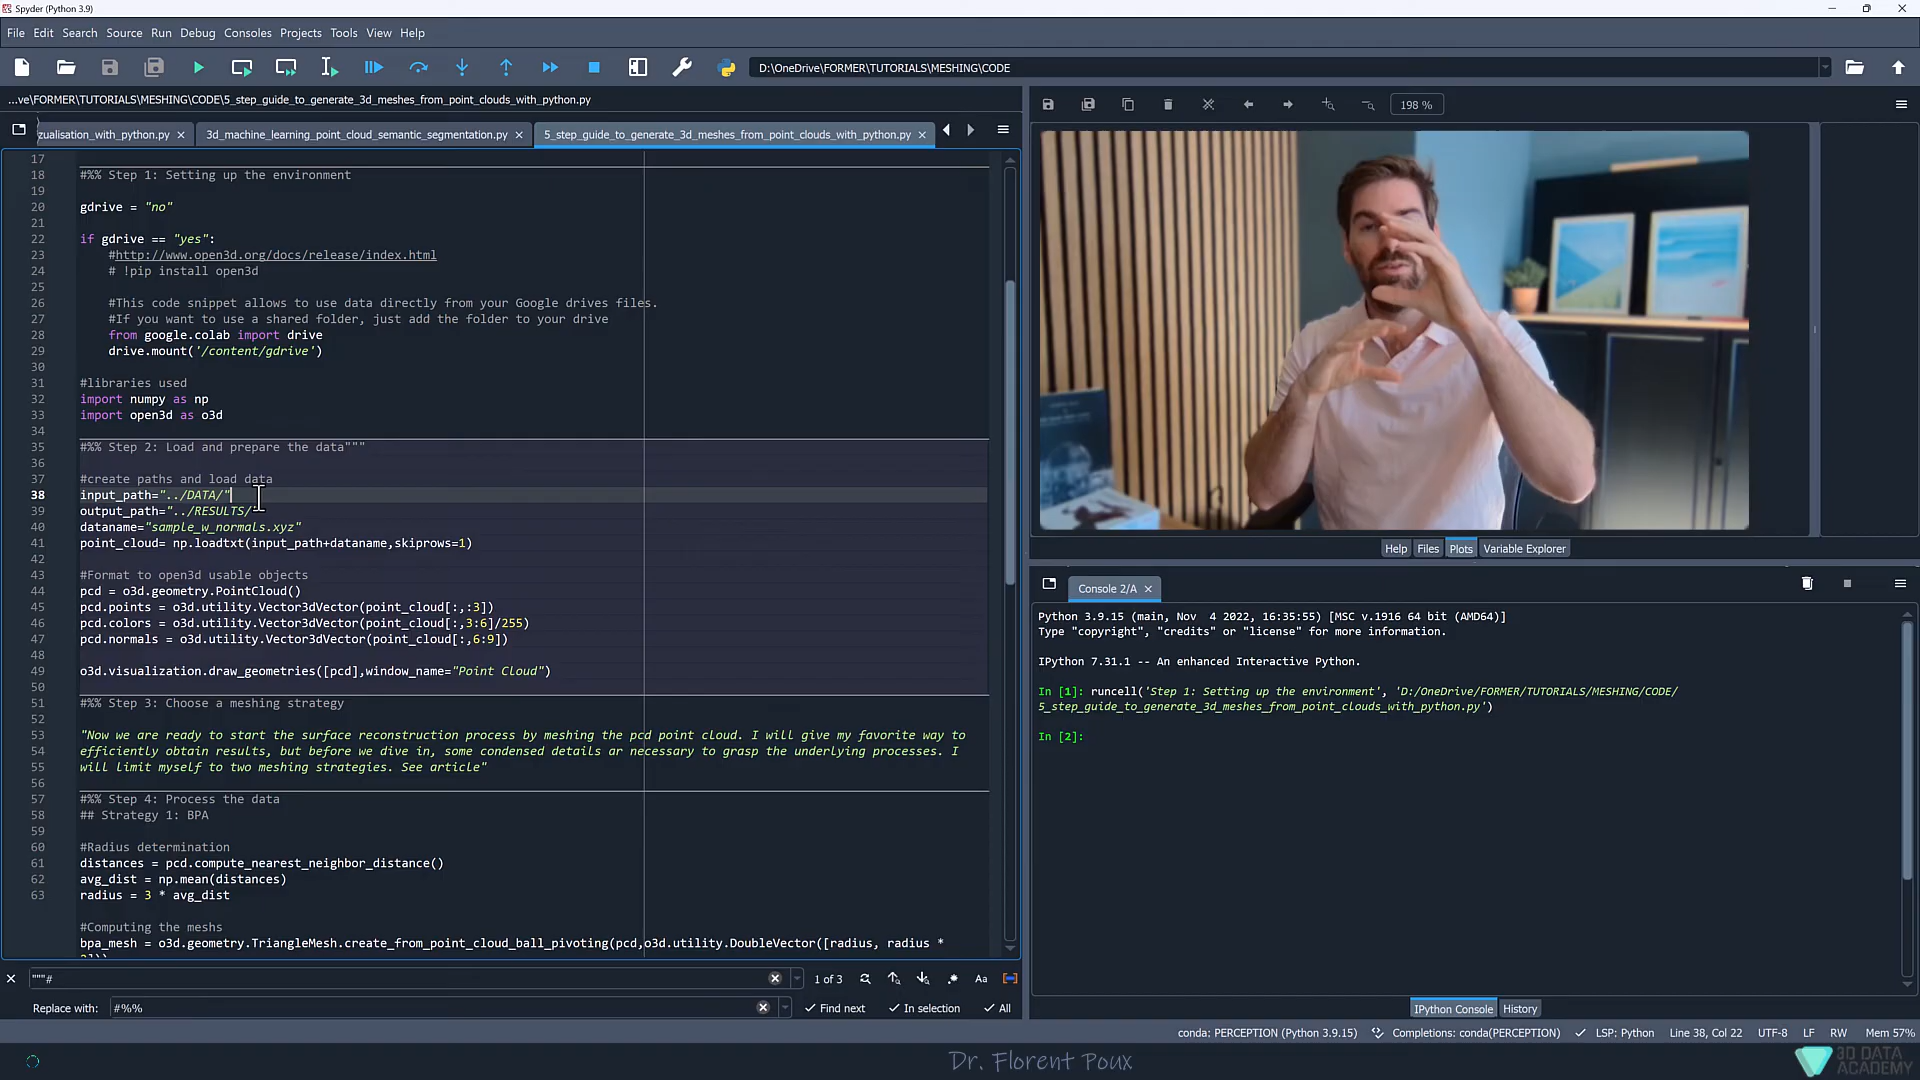 Spyder (Python 3.9)
File Edit Search Source Run Debug Consoles Projects Tools View Help
D:\OneDrive\FORMER\TUTORIALS\MESHING\CODE
...ve\FORMER\TUTORIALS\MESHING\CODE\5_step_guide_to_generate_3d_meshes_from_point_clouds_with_python.py
zualisation_with_python.py 3d_machine_learning_point_cloud_semantic_segmentation.py 5_step_guide_to_generate_3d_meshes_from_point_clouds_with_python.py
17
18 #%% Step 1: Setting up the environment
19
20 gdrive = "no"
21
22 if gdrive == "yes":
23 #http://www.open3d.org/docs/release/index.html
24 # !pip install open3d
25
26 #This code snippet allows to use data directly from your Google drives files.
27 #If you want to use a shared folder, just add the folder to your drive
28 from google.colab import drive
29 drive.mount('/content/gdrive')
30
31 #libraries used
32 import numpy as np
33 import open3d as o3d
34
35 #%% Step 2: Load and prepare the data"""
36
37 #create paths and load data
38 input_path="../DATA/"
39 output_path="../RESULTS/"
40 dataname="sample_w_normals.xyz"
41 point_cloud= np.loadtxt(input_path+dataname,skiprows=1)
42
43 #Format to open3d usable objects
44 pcd = o3d.geometry.PointCloud()
45 pcd.points = o3d.utility.Vector3dVector(point_cloud[:,:3])
46 pcd.colors = o3d.utility.Vector3dVector(point_cloud[:,3:6]/255)
47 pcd.normals = o3d.utility.Vector3dVector(point_cloud[:,6:9])
48
49 o3d.visualization.draw_geometries([pcd],window_name="Point Cloud")
50
51 #%% Step 3: Choose a meshing strategy
52
53 "Now we are ready to start the surface reconstruction process by meshing the pcd point cloud. I will give my favorite way to
54 efficiently obtain results, but before we dive in, some condensed details ar necessary to grasp the underlying processes. I
55 will limit myself to two meshing strategies. See article"
56
57 #%% Step 4: Process the data
58 ## Strategy 1: BPA
59
60 #Radius determination
61 distances = pcd.compute_nearest_neighbor_distance()
62 avg_dist = np.mean(distances)
63 radius = 3 * avg_dist
#Computing the meshs
bpa_mesh = o3d.geometry.TriangleMesh.create_from_point_cloud_ball_pivoting(pcd,o3d.utility.DoubleVector([radius, radius *
"""# 1 of 3 Aa
Replace with: #%% Find next In selection All
198 %
Help Files Plots Variable Explorer
Console 2/A
Python 3.9.15 (main, Nov 4 2022, 16:35:55) [MSC v.1916 64 bit (AMD64)]
Type "copyright", "credits" or "license" for more information.
IPython 7.31.1 -- An enhanced Interactive Python.
In [1]: runcell('Step 1: Setting up the environment', 'D:/OneDrive/FORMER/TUTORIALS/MESHING/CODE/
5_step_guide_to_generate_3d_meshes_from_point_clouds_with_python.py')
In [2]:
IPython Console History
conda: PERCEPTION (Python 3.9.15) Completions: conda(PERCEPTION) LSP: Python Line 38, Col 22 UTF-8 LF RW Mem 57%
Dr. Florent Poux
3D DATA
ACADEMY